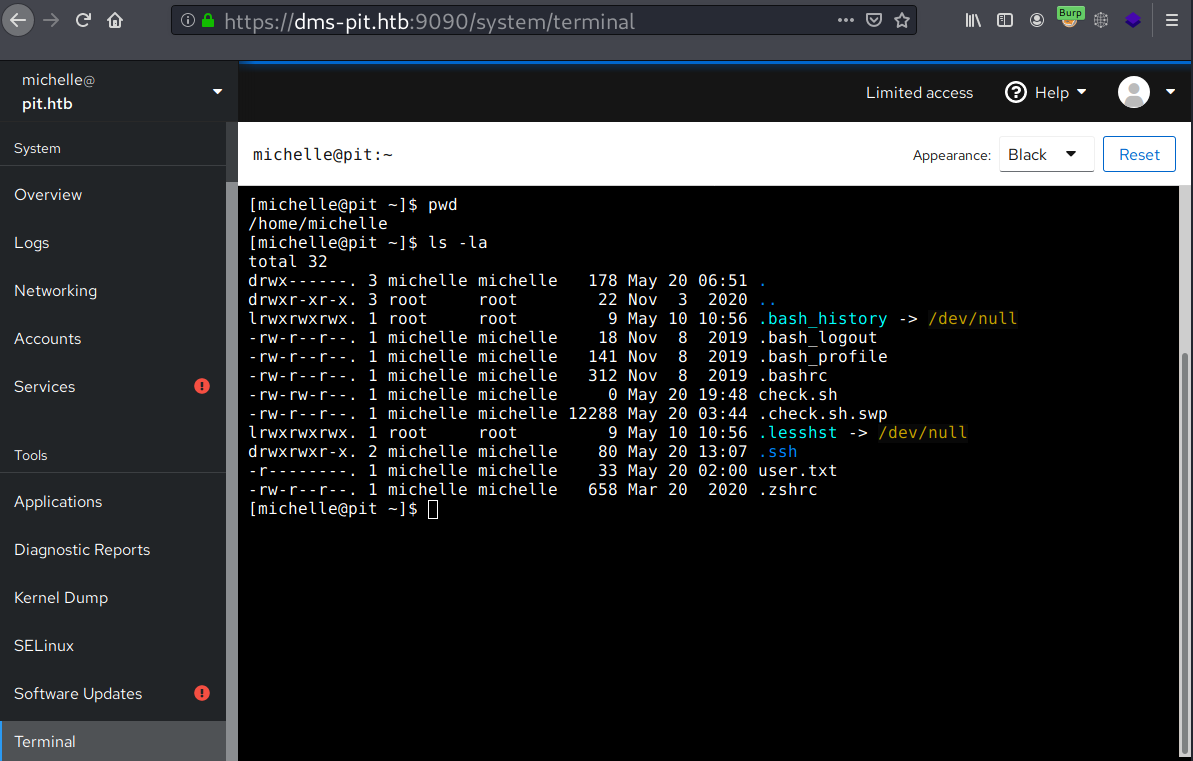 https://dms-pit.htb:9090/system/terminal
Burp
michelle@
pit.htb
Limited access
Help
System
Overview
Logs
Networking
Accounts
Services
Tools
Applications
Diagnostic Reports
Kernel Dump
SELinux
Software Updates
Terminal
michelle@pit:~
Appearance:
Black
Reset
[michelle@pit ~]$ pwd
/home/michelle
[michelle@pit ~]$ ls -la
total 32
drwx------. 3 michelle michelle   178 May 20 06:51 .
drwxr-xr-x. 3 root     root        22 Nov  3  2020 ..
lrwxrwxrwx. 1 root     root         9 May 10 10:56 .bash_history -> /dev/null
-rw-r--r--. 1 michelle michelle    18 Nov  8  2019 .bash_logout
-rw-r--r--. 1 michelle michelle   141 Nov  8  2019 .bash_profile
-rw-r--r--. 1 michelle michelle   312 Nov  8  2019 .bashrc
-rw-rw-r--. 1 michelle michelle     0 May 20 19:48 check.sh
-rw-r--r--. 1 michelle michelle 12288 May 20 03:44 .check.sh.swp
lrwxrwxrwx. 1 root     root         9 May 10 10:56 .lesshst -> /dev/null
drwxrwxr-x. 2 michelle michelle    80 May 20 13:07 .ssh
-r--------. 1 michelle michelle    33 May 20 02:00 user.txt
-rw-r--r--. 1 michelle michelle   658 Mar 20  2020 .zshrc
[michelle@pit ~]$